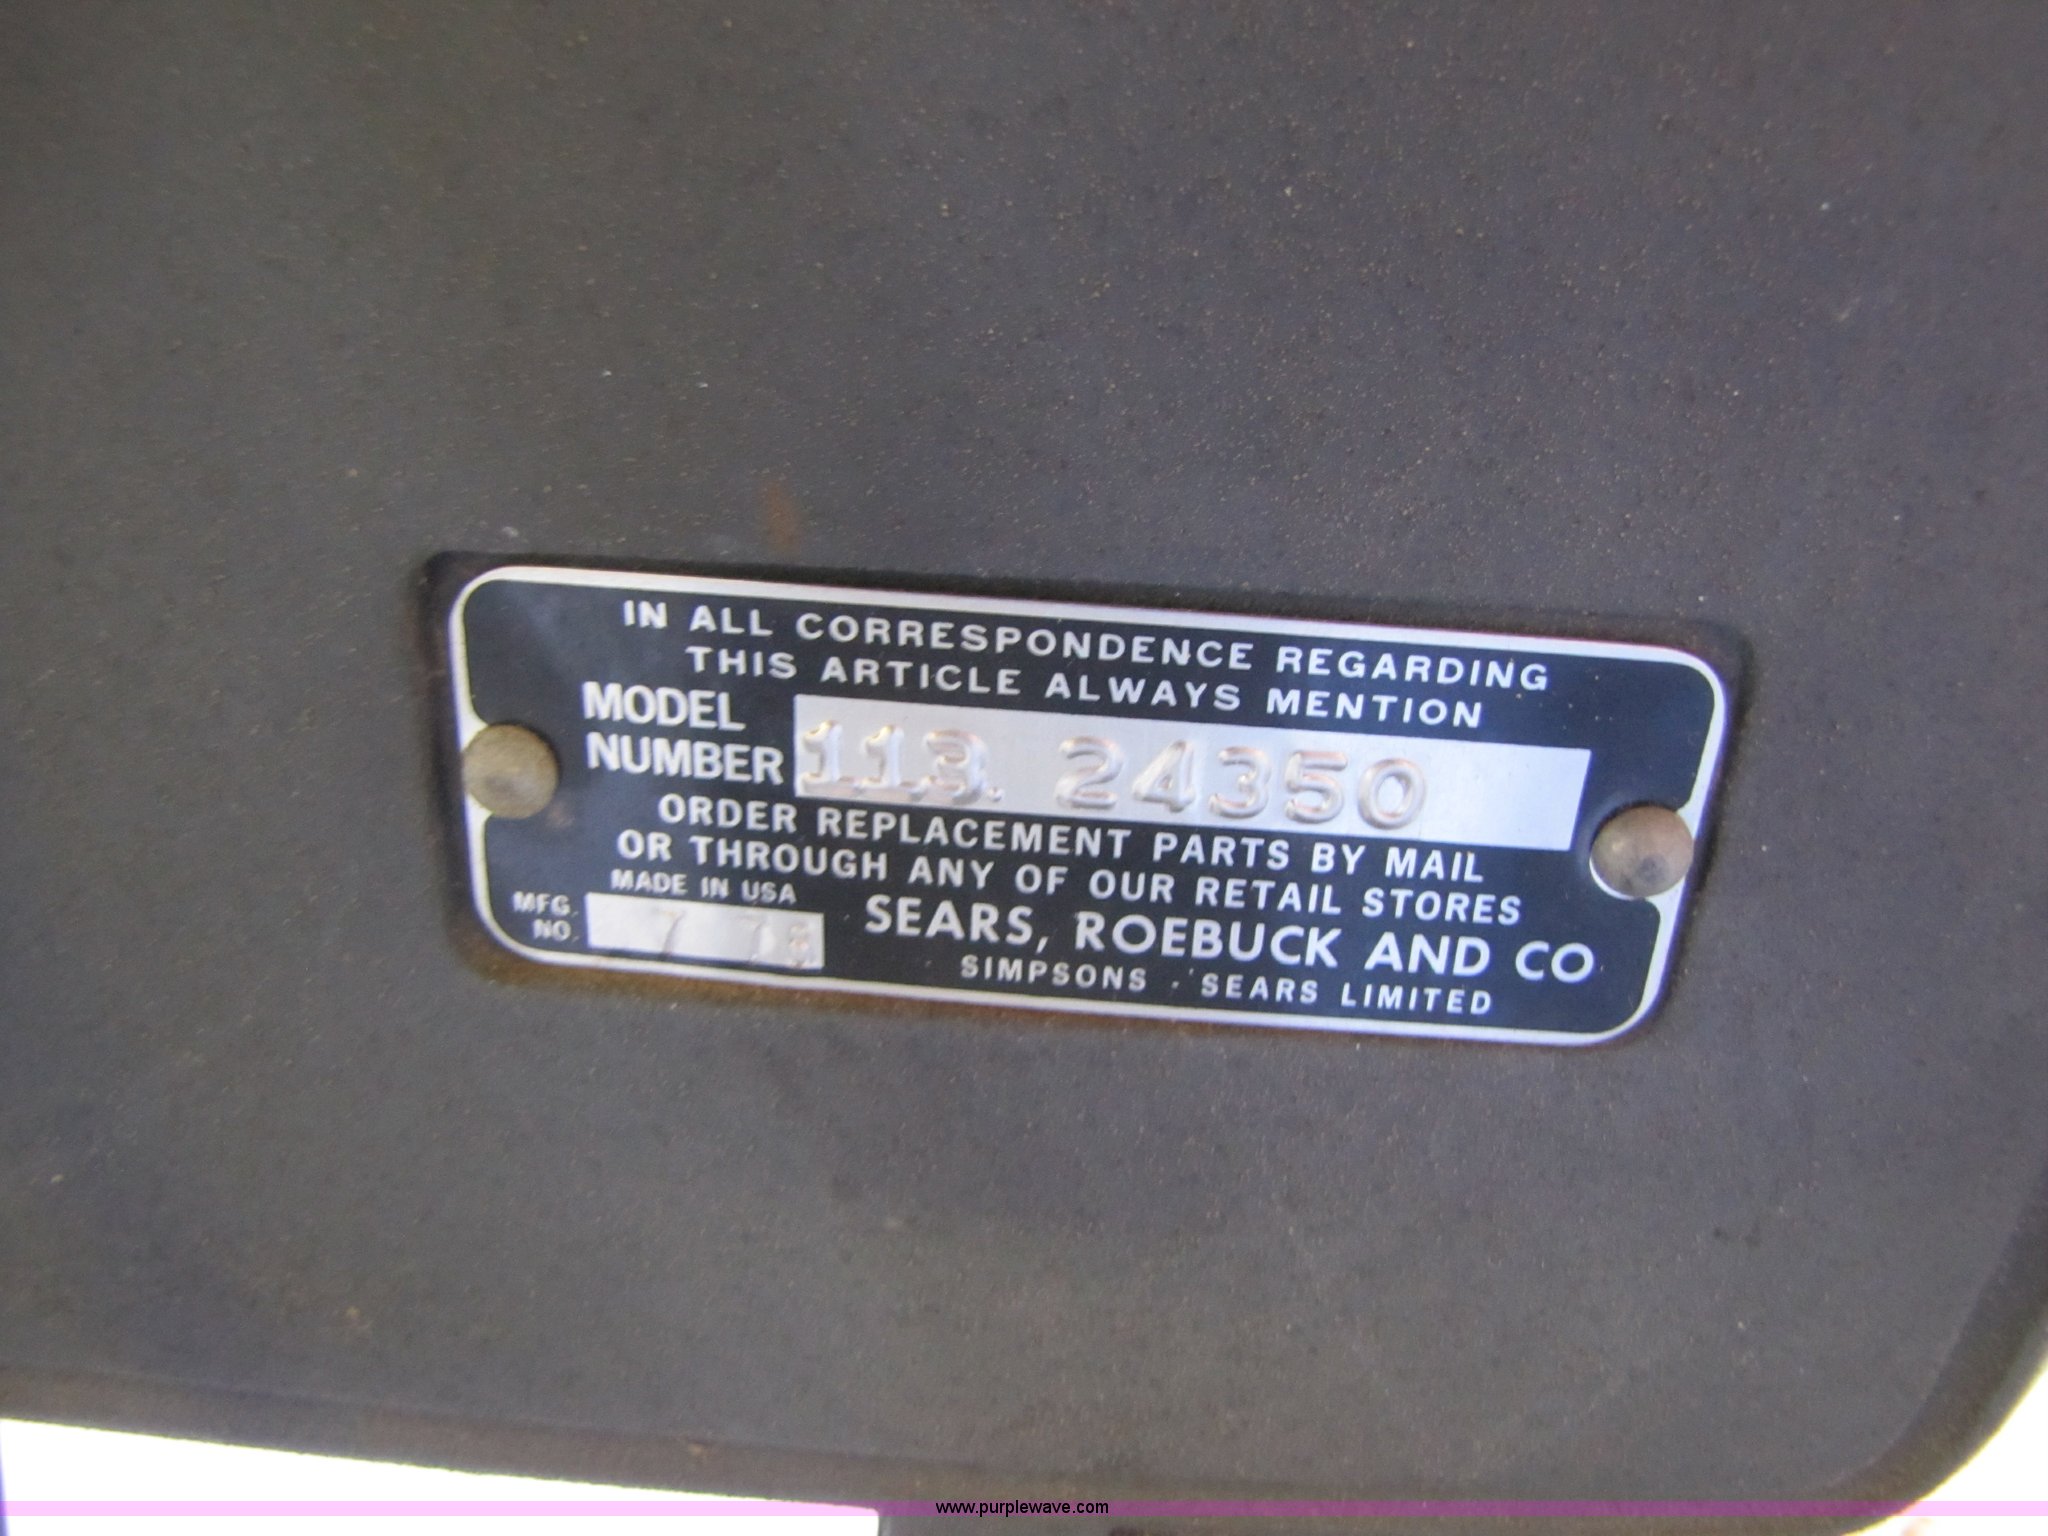 IN ALL CORRESPONDENCE REGARDING
THIS ARTICLE ALWAYS MENTION
MODEL
NUMBER 113. 24350
ORDER REPLACEMENT PARTS BY MAIL
OR THROUGH ANY OF OUR RETAIL STORES
MADE IN USA
MFG.
NO. 7 78
SEARS, ROEBUCK AND CO
SIMPSONS - SEARS LIMITED
www.purplewave.com